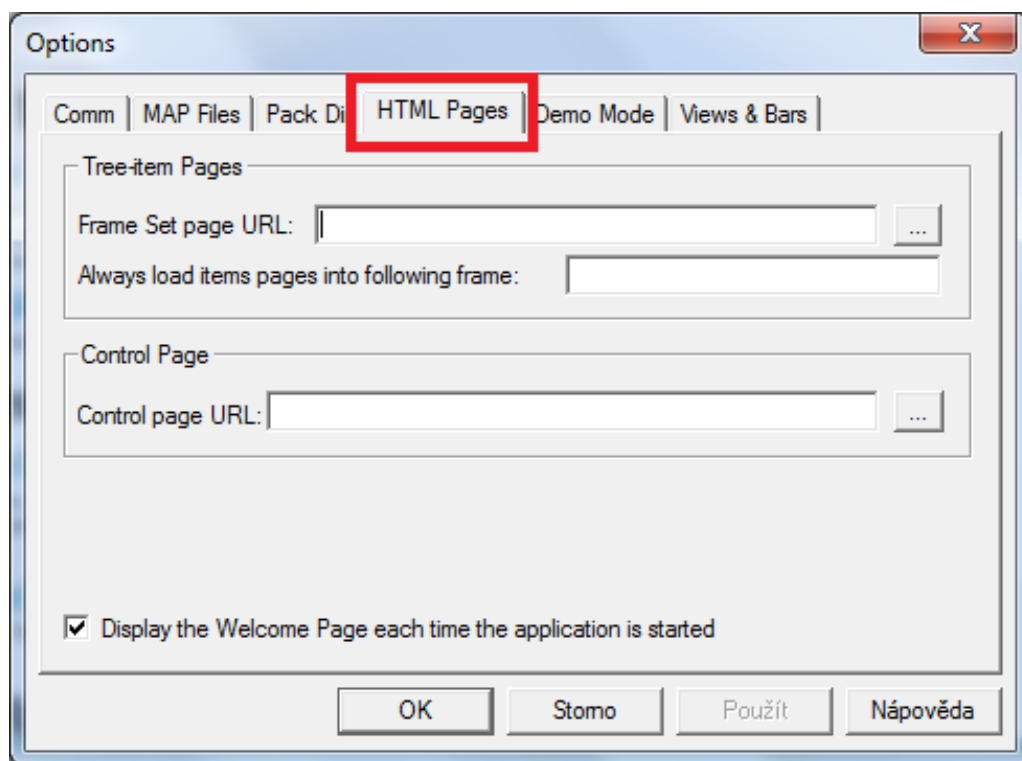 Options
Comm MAP Files Pack Di HTML Pages Demo Mode Views & Bars
Tree-item Pages
Frame Set page URL: ...
Always load items pages into following frame:
Control Page
Control page URL: ...
Display the Welcome Page each time the application is started
OK Storno Použít Nápověda